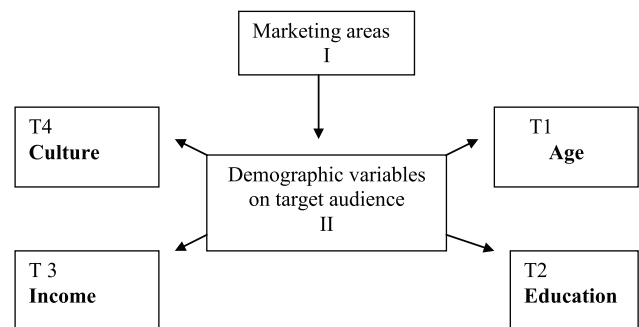 Marketing areas
I
T4
Culture
T1
Age
Demographic variables
on target audience
II
T 3
Income
T2
Education